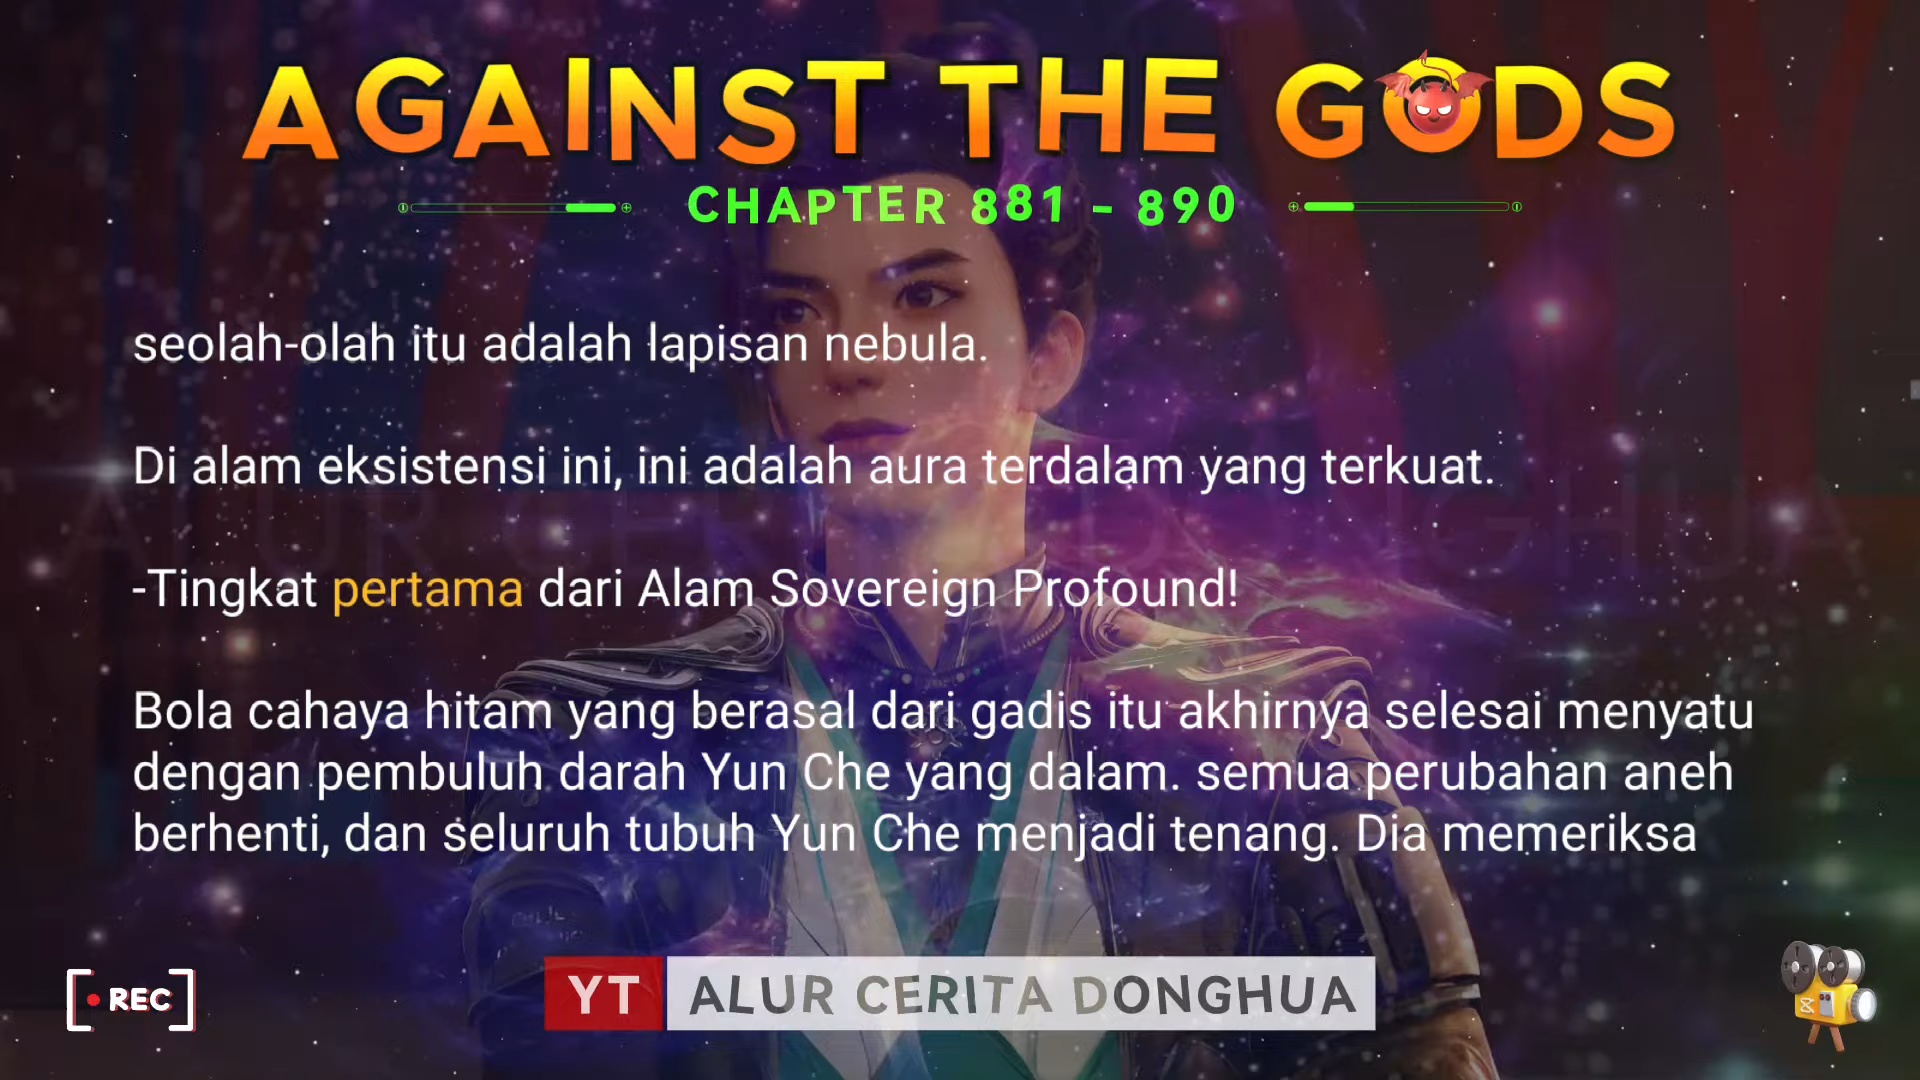 AGAINST THE GODS
CHAPTER 881 - 890
seolah-olah itu adalah lapisan nebula.
Di alam eksistensi ini, ini adalah aura terdalam yang terkuat.
-Tingkat pertama dari Alam Sovereign Profound!
Bola cahaya hitam yang berasal dari gadis itu akhirnya selesai menyatu
dengan pembuluh darah Yun Che yang dalam. semua perubahan aneh
berhenti, dan seluruh tubuh Yun Che menjadi tenang. Dia memeriksa
ALUR CERITA DONGHUA
REC
YT ALUR CERITA DONGHUA